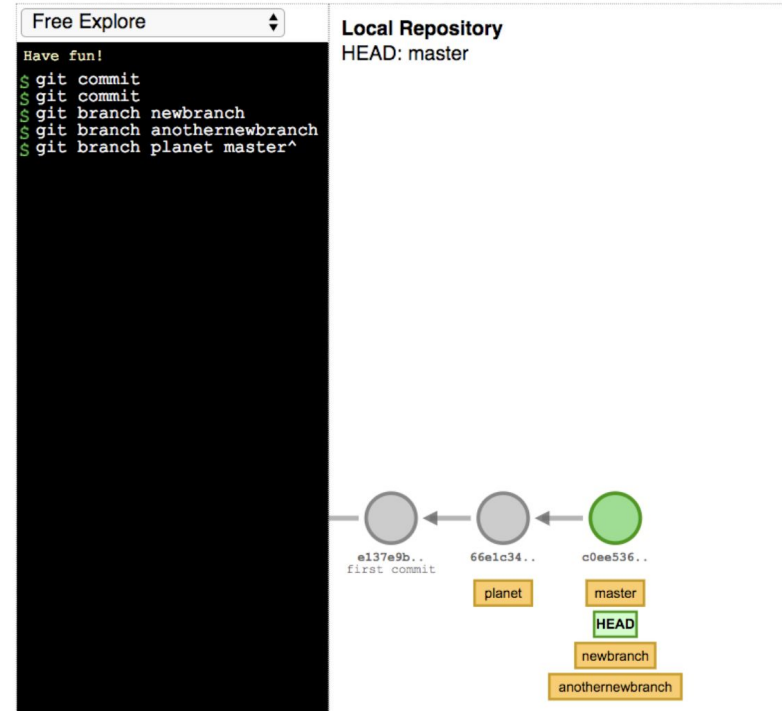 Free Explore
Have fun!
$ git commit
$ git commit
$ git branch newbranch
$ git branch anothernewbranch
$ git branch planet master^
Local Repository
HEAD: master
e137e9b..
first commit
66e1c34..
c0ee536..
planet
master
HEAD
newbranch
anothernewbranch